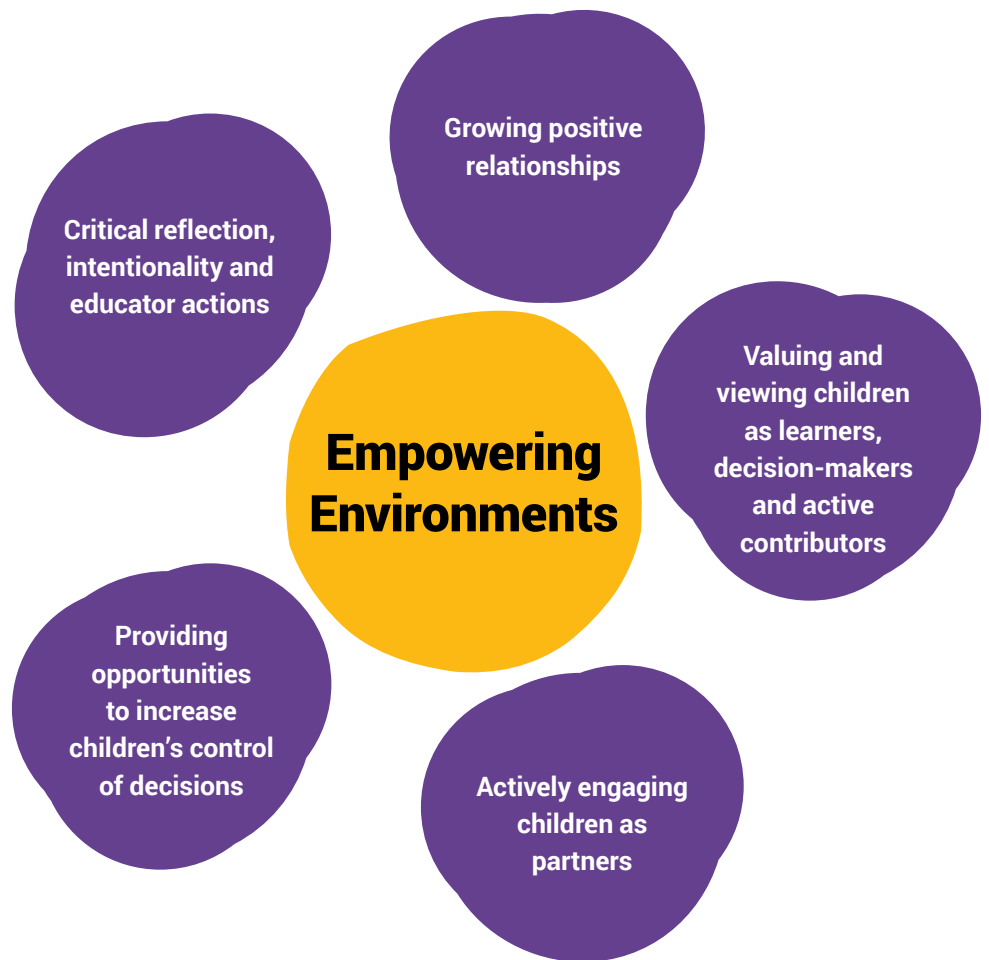 Growing positive
relationships
Critical reflection,
intentionality and
educator actions
Valuing and
viewing children
as learners,
decision-makers
and active
contributors
Empowering
Environments
Providing
opportunities
to increase
children’s control
of decisions
Actively engaging
children as
partners